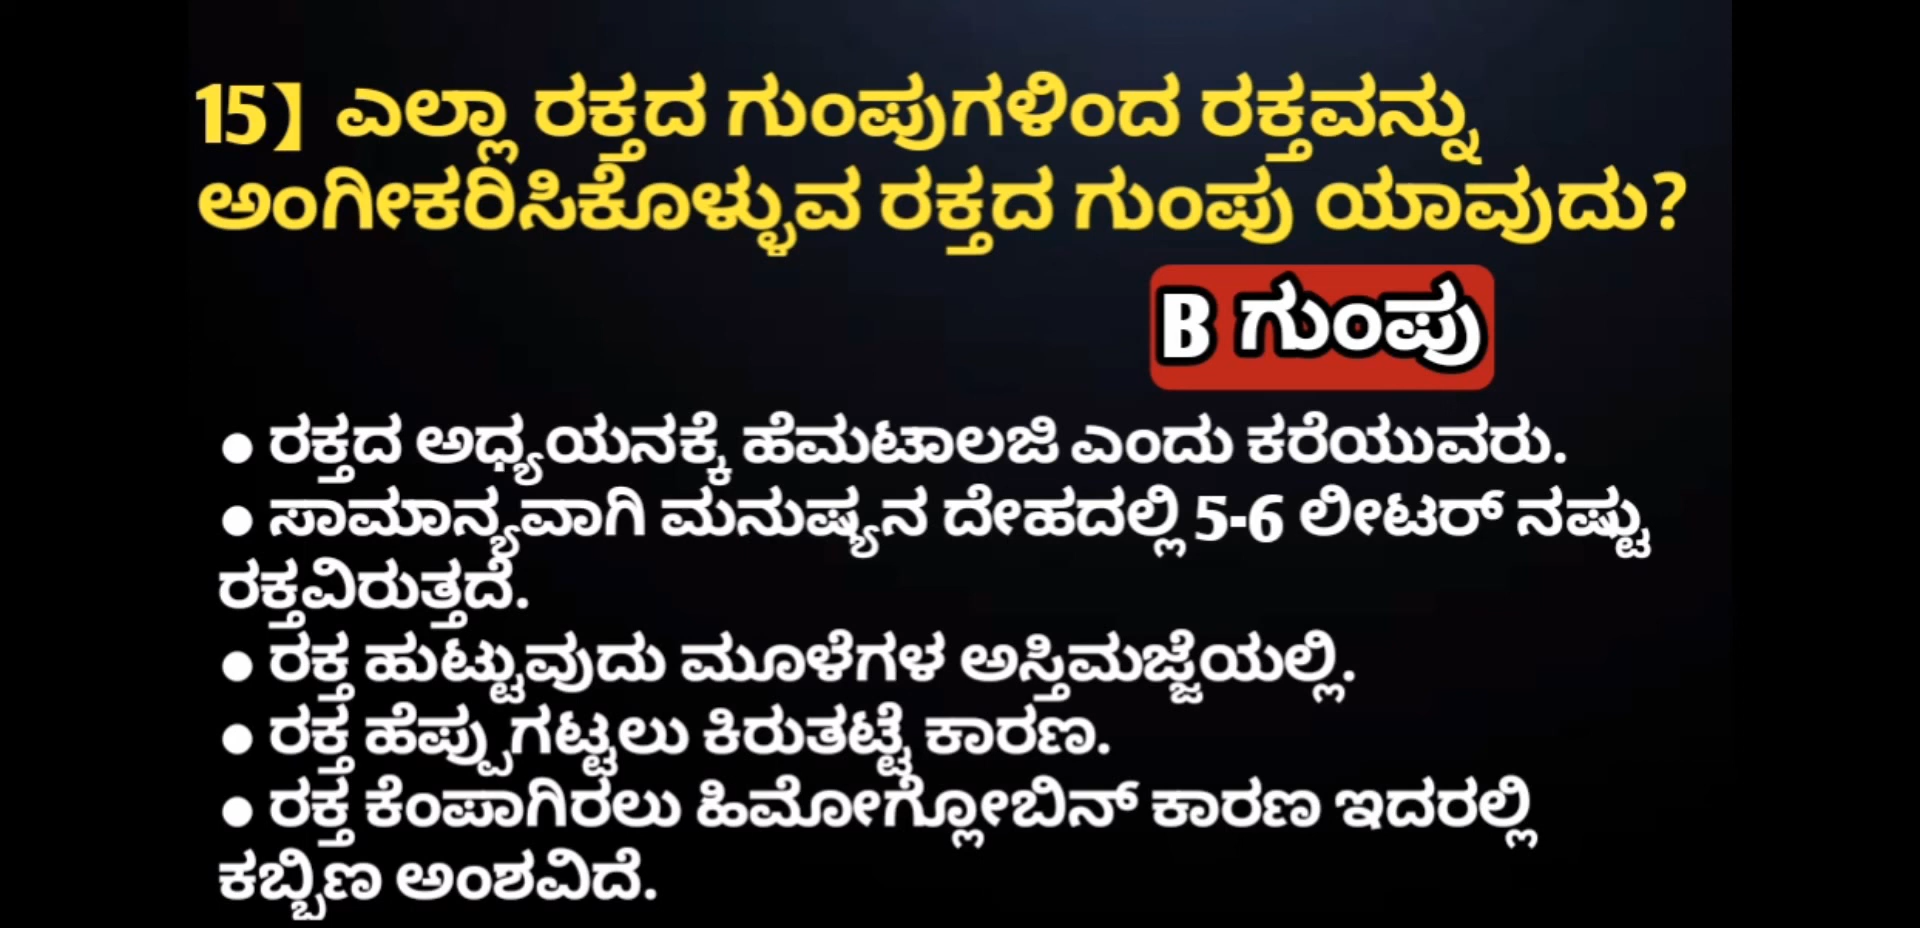 15】ಎಲ್ಲಾ ರಕ್ತದ ಗುಂಪುಗಳಿಂದ ರಕ್ತವನ್ನು
ಅಂಗೀಕರಿಸಿಕೊಳ್ಳುವ ರಕ್ತದ ಗುಂಪು ಯಾವುದು?
B ಗುಂಪು
● ರಕ್ತದ ಅಧ್ಯಯನಕ್ಕೆ ಹೆಮಟಾಲಜಿ ಎಂದು ಕರೆಯುವರು.
● ಸಾಮಾನ್ಯವಾಗಿ ಮನುಷ್ಯನ ದೇಹದಲ್ಲಿ 5-6 ಲೀಟರ್ ನಷ್ಟು
ರಕ್ತವಿರುತ್ತದೆ.
● ರಕ್ತ ಹುಟ್ಟುವುದು ಮೂಳೆಗಳ ಅಸ್ತಿಮಜ್ಜೆಯಲ್ಲಿ.
● ರಕ್ತ ಹೆಪ್ಪುಗಟ್ಟಲು ಕಿರುತಟ್ಟೆ ಕಾರಣ.
● ರಕ್ತ ಕೆಂಪಾಗಿರಲು ಹಿಮೋಗ್ಲೋಬಿನ್ ಕಾರಣ ಇದರಲ್ಲಿ
ಕಬ್ಬಿಣ ಅಂಶವಿದೆ.